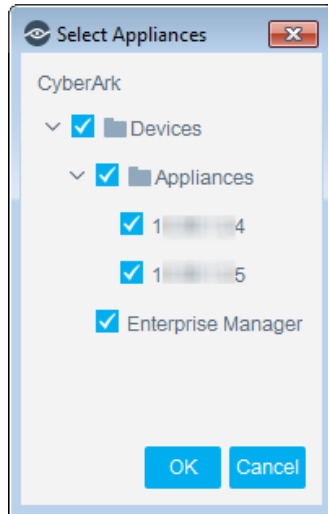 Select Appliances
CyberArk
Devices
Appliances
Enterprise Manager
OK Cancel